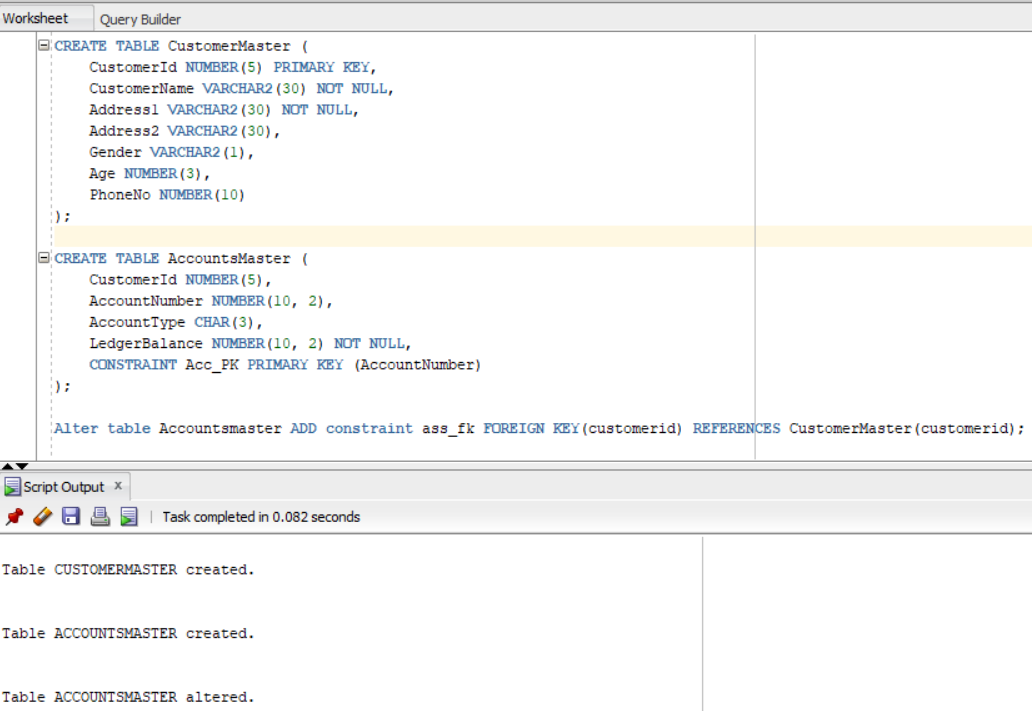 Worksheet Query Builder
CREATE TABLE CustomerMaster (
CustomerId NUMBER(5) PRIMARY KEY,
CustomerName VARCHAR2(30) NOT NULL,
Address1 VARCHAR2(30) NOT NULL,
Address2 VARCHAR2(30),
Gender VARCHAR2(1),
Age NUMBER(3),
PhoneNo NUMBER(10)
);
CREATE TABLE AccountsMaster (
CustomerId NUMBER(5),
AccountNumber NUMBER(10, 2),
AccountType CHAR(3),
LedgerBalance NUMBER(10, 2) NOT NULL,
CONSTRAINT Acc_PK PRIMARY KEY (AccountNumber)
);
Alter table Accountsmaster ADD constraint ass_fk FOREIGN KEY(customerid) REFERENCES CustomerMaster(customerid);
Script Output x
Task completed in 0.082 seconds
Table CUSTOMERMASTER created.
Table ACCOUNTSMASTER created.
Table ACCOUNTSMASTER altered.